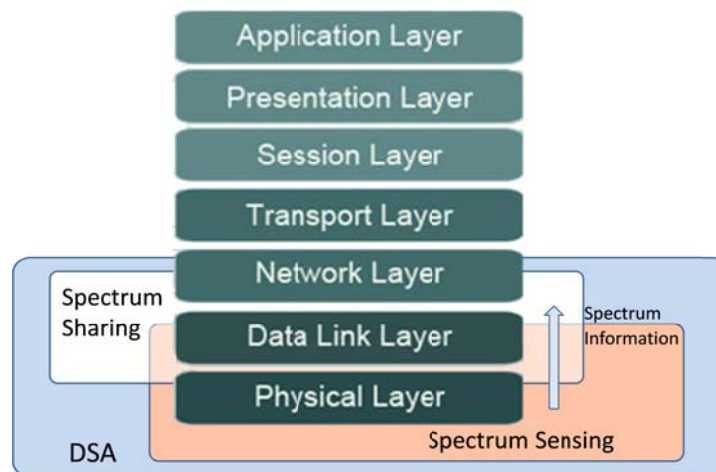 Application Layer
Presentation Layer
Session Layer
Transport Layer
Network Layer
Spectrum
Sharing
Spectrum
Information
Data Link Layer
Physical Layer
Spectrum Sensing
DSA